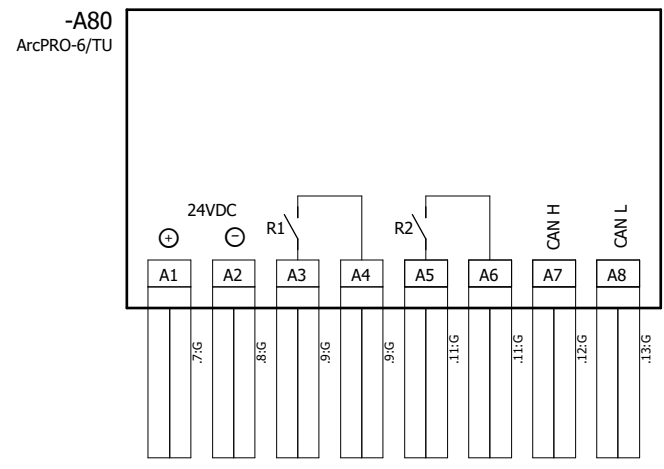 -A80
ArcPRO-6/TU
24VDC
+
−
R1
R2
CAN H
CAN L
A1 A2 A3 A4 A5 A6 A7 A8
.7:G .8:G .9:G .9:G .11:G .11:G .12:G .13:G